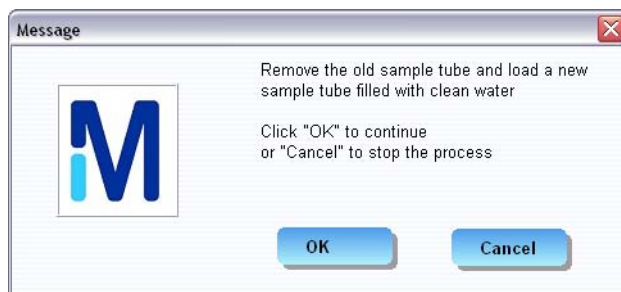 Message
Remove the old sample tube and load a new
sample tube filled with clean water
Click "OK" to continue
or "Cancel" to stop the process
OK
Cancel